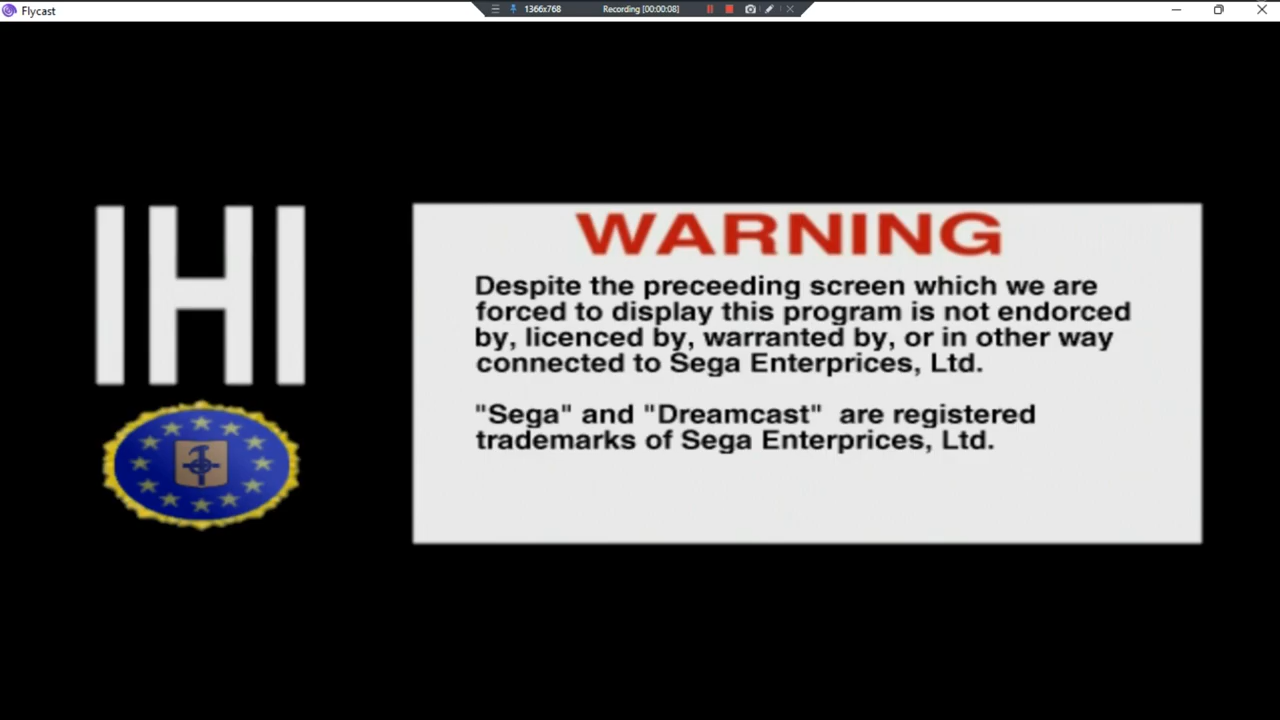 Flycast
1366x768
Recording [00:00:08]
IHI
WARNING
Despite the preceeding screen which we are
forced to display this program is not endorced
by, licenced by, warranted by, or in other way
connected to Sega Enterprices, Ltd.
"Sega" and "Dreamcast"  are registered
trademarks of Sega Enterprices, Ltd.